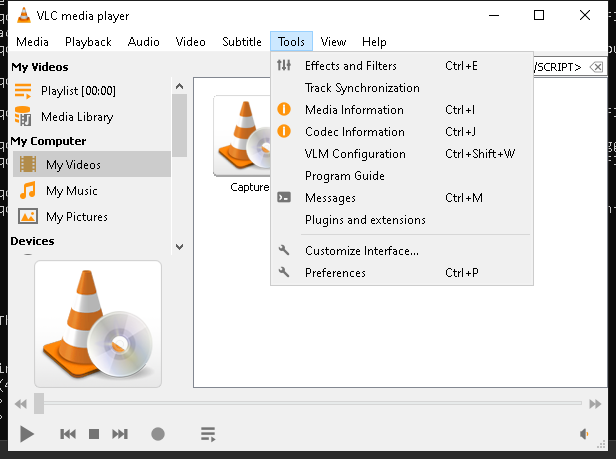 VLC media player
Media Playback Audio Video Subtitle Tools View Help
My Videos
Playlist [00:00]
Media Library
My Computer
My Videos
My Music
My Pictures
Devices
/SCRIPT>
Capture
Effects and Filters Ctrl+E
Track Synchronization
Media Information Ctrl+I
Codec Information Ctrl+J
VLM Configuration Ctrl+Shift+W
Program Guide
Messages Ctrl+M
Plugins and extensions
Customize Interface...
Preferences Ctrl+P